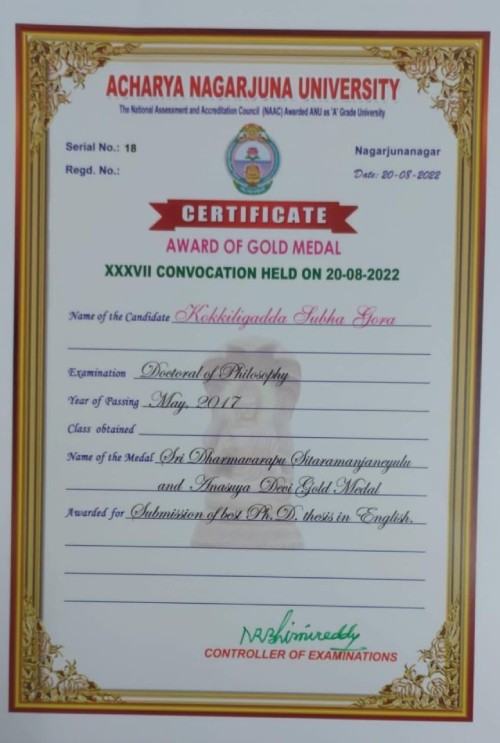 ACHARYA NAGARJUNA UNIVERSITY
The National Assessment and Accreditation Council (NAAC) Awarded ANU as 'A' Grade University
Serial No.: 18
Nagarjunanagar
Regd. No.:
Date: 20-08-2022
CERTIFICATE
AWARD OF GOLD MEDAL
XXXVII CONVOCATION HELD ON 20-08-2022
Name of the Candidate Kokkiligadda Subha Gora
Examination Doctoral of Philosophy
Year of Passing May, 2017
Class obtained
Name of the Medal Sri Dharmavarapu Sitaramanjaneyulu
and Anasuya Devi Gold Medal
Awarded for Submission of best Ph.D. thesis in English.
CONTROLLER OF EXAMINATIONS